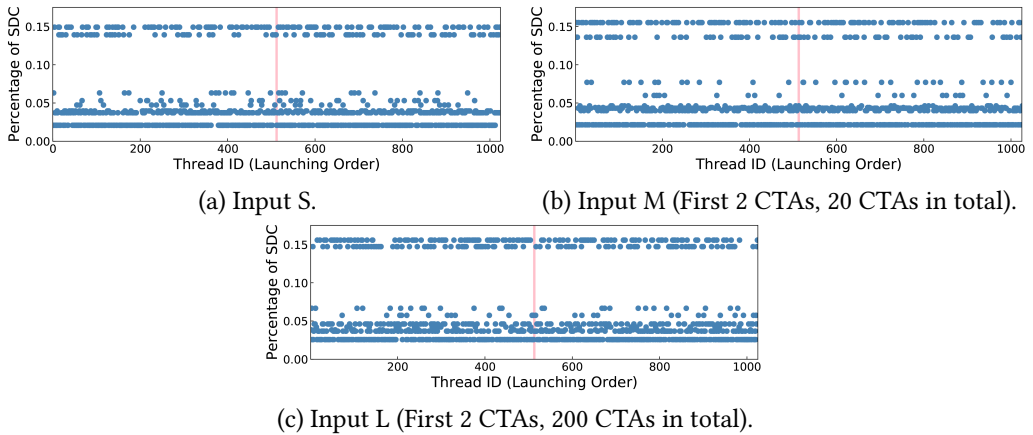 Percentage of SDC
0.15
0.10
0.05
0.00
0 200 400 600 800 1000
Thread ID (Launching Order)
(a) Input S.
Percentage of SDC
0.15
0.10
0.05
0.00
200 400 600 800 1000
Thread ID (Launching Order)
(b) Input M (First 2 CTAs, 20 CTAs in total).
Percentage of SDC
0.15
0.10
0.05
0.00
200 400 600 800 1000
Thread ID (Launching Order)
(c) Input L (First 2 CTAs, 200 CTAs in total).